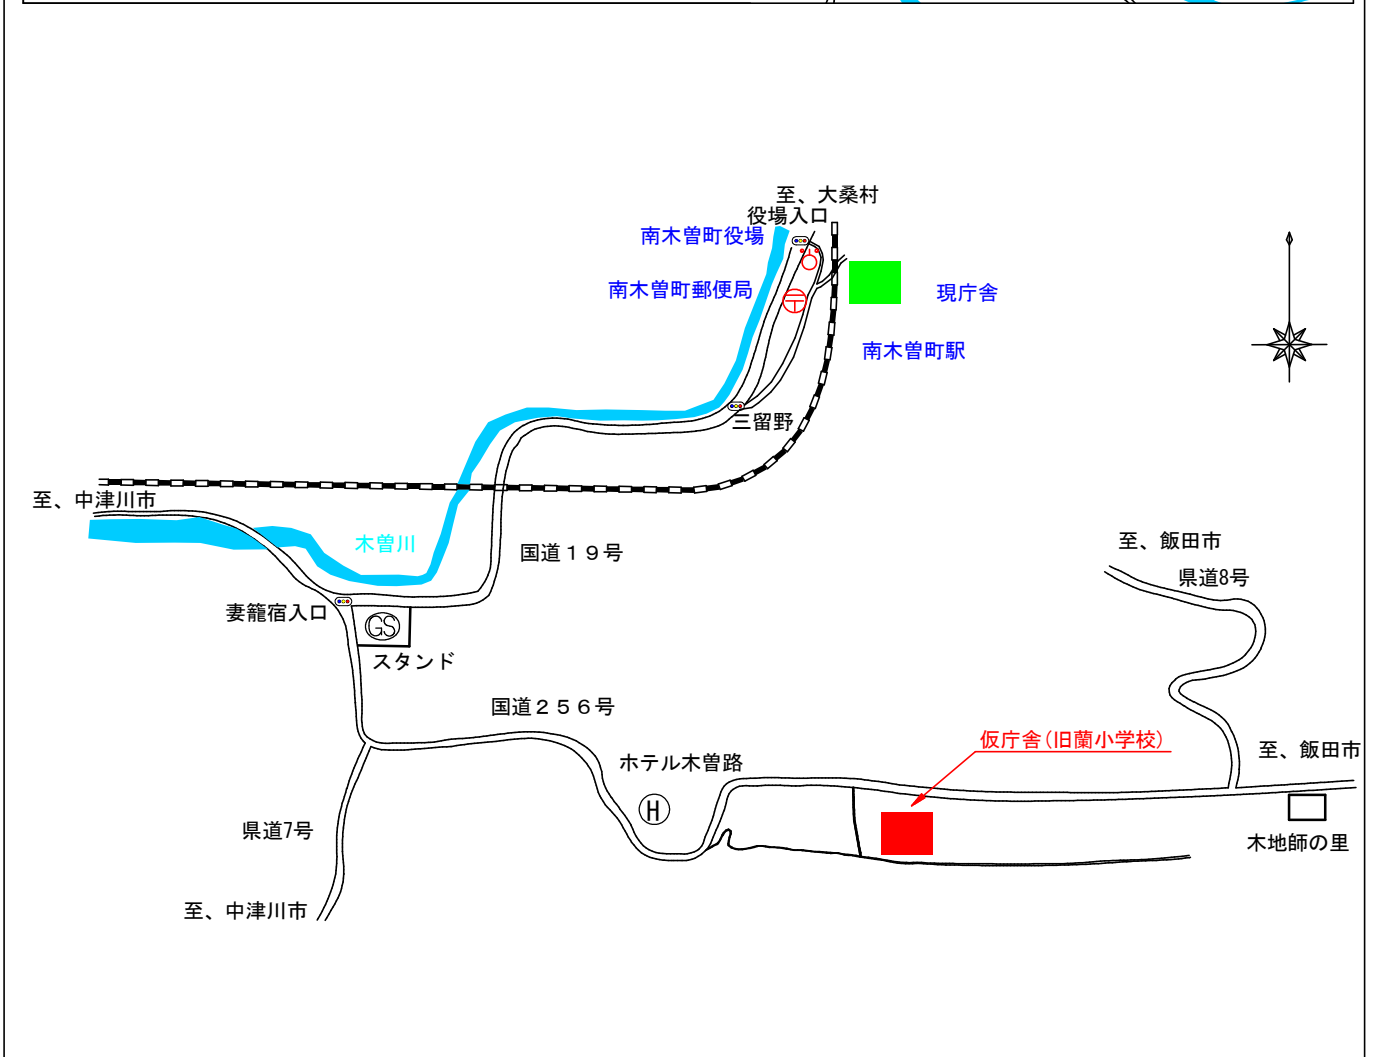 至、大桑村
役場入口
南木曽町役場
南木曽町郵便局
現庁舎
南木曽町駅
三留野
至、中津川市
木曽川
国道１９号
至、飯田市
県道8号
妻籠宿入口
GS
スタンド
国道２５６号
仮庁舎(旧蘭小学校)
至、飯田市
ホテル木曽路
H
県道7号
木地師の里
至、中津川市